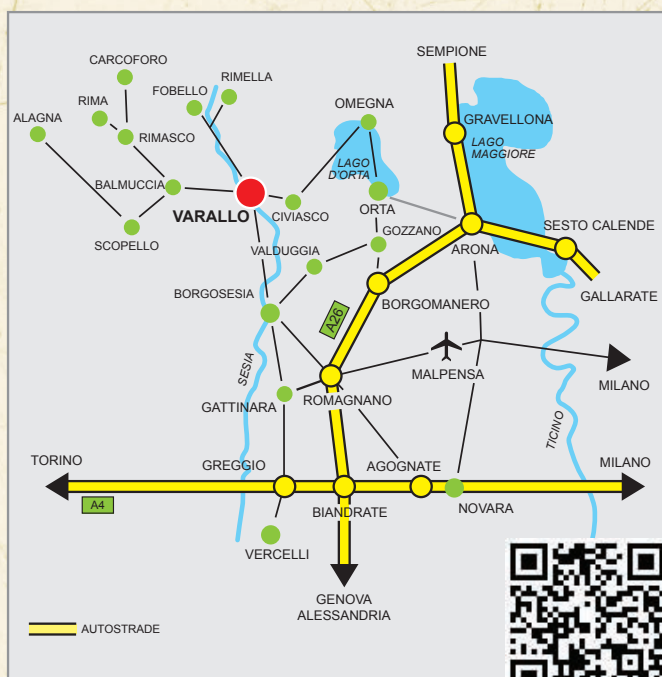 SEMPIONE
CARCOFORO
FOBELLO
RIMELLA
RIMA
OMEGNA
ALAGNA
GRAVELLONA
RIMASCO
LAGO
MAGGIORE
LAGO
D'ORTA
BALMUCCIA
VARALLO
CIVIASCO
ORTA
SESTO CALENDE
SCOPELLO
GOZZANO
VALDUGGIA
ARONA
BORGOSESIA
BORGOMANERO
GALLARATE
A26
SESIA
MALPENSA
MILANO
GATTINARA
ROMAGNANO
TICINO
TORINO
GREGGIO
AGOGNATE
MILANO
A4
BIANDRATE
NOVARA
VERCELLI
GENOVA
ALESSANDRIA
AUTOSTRADE